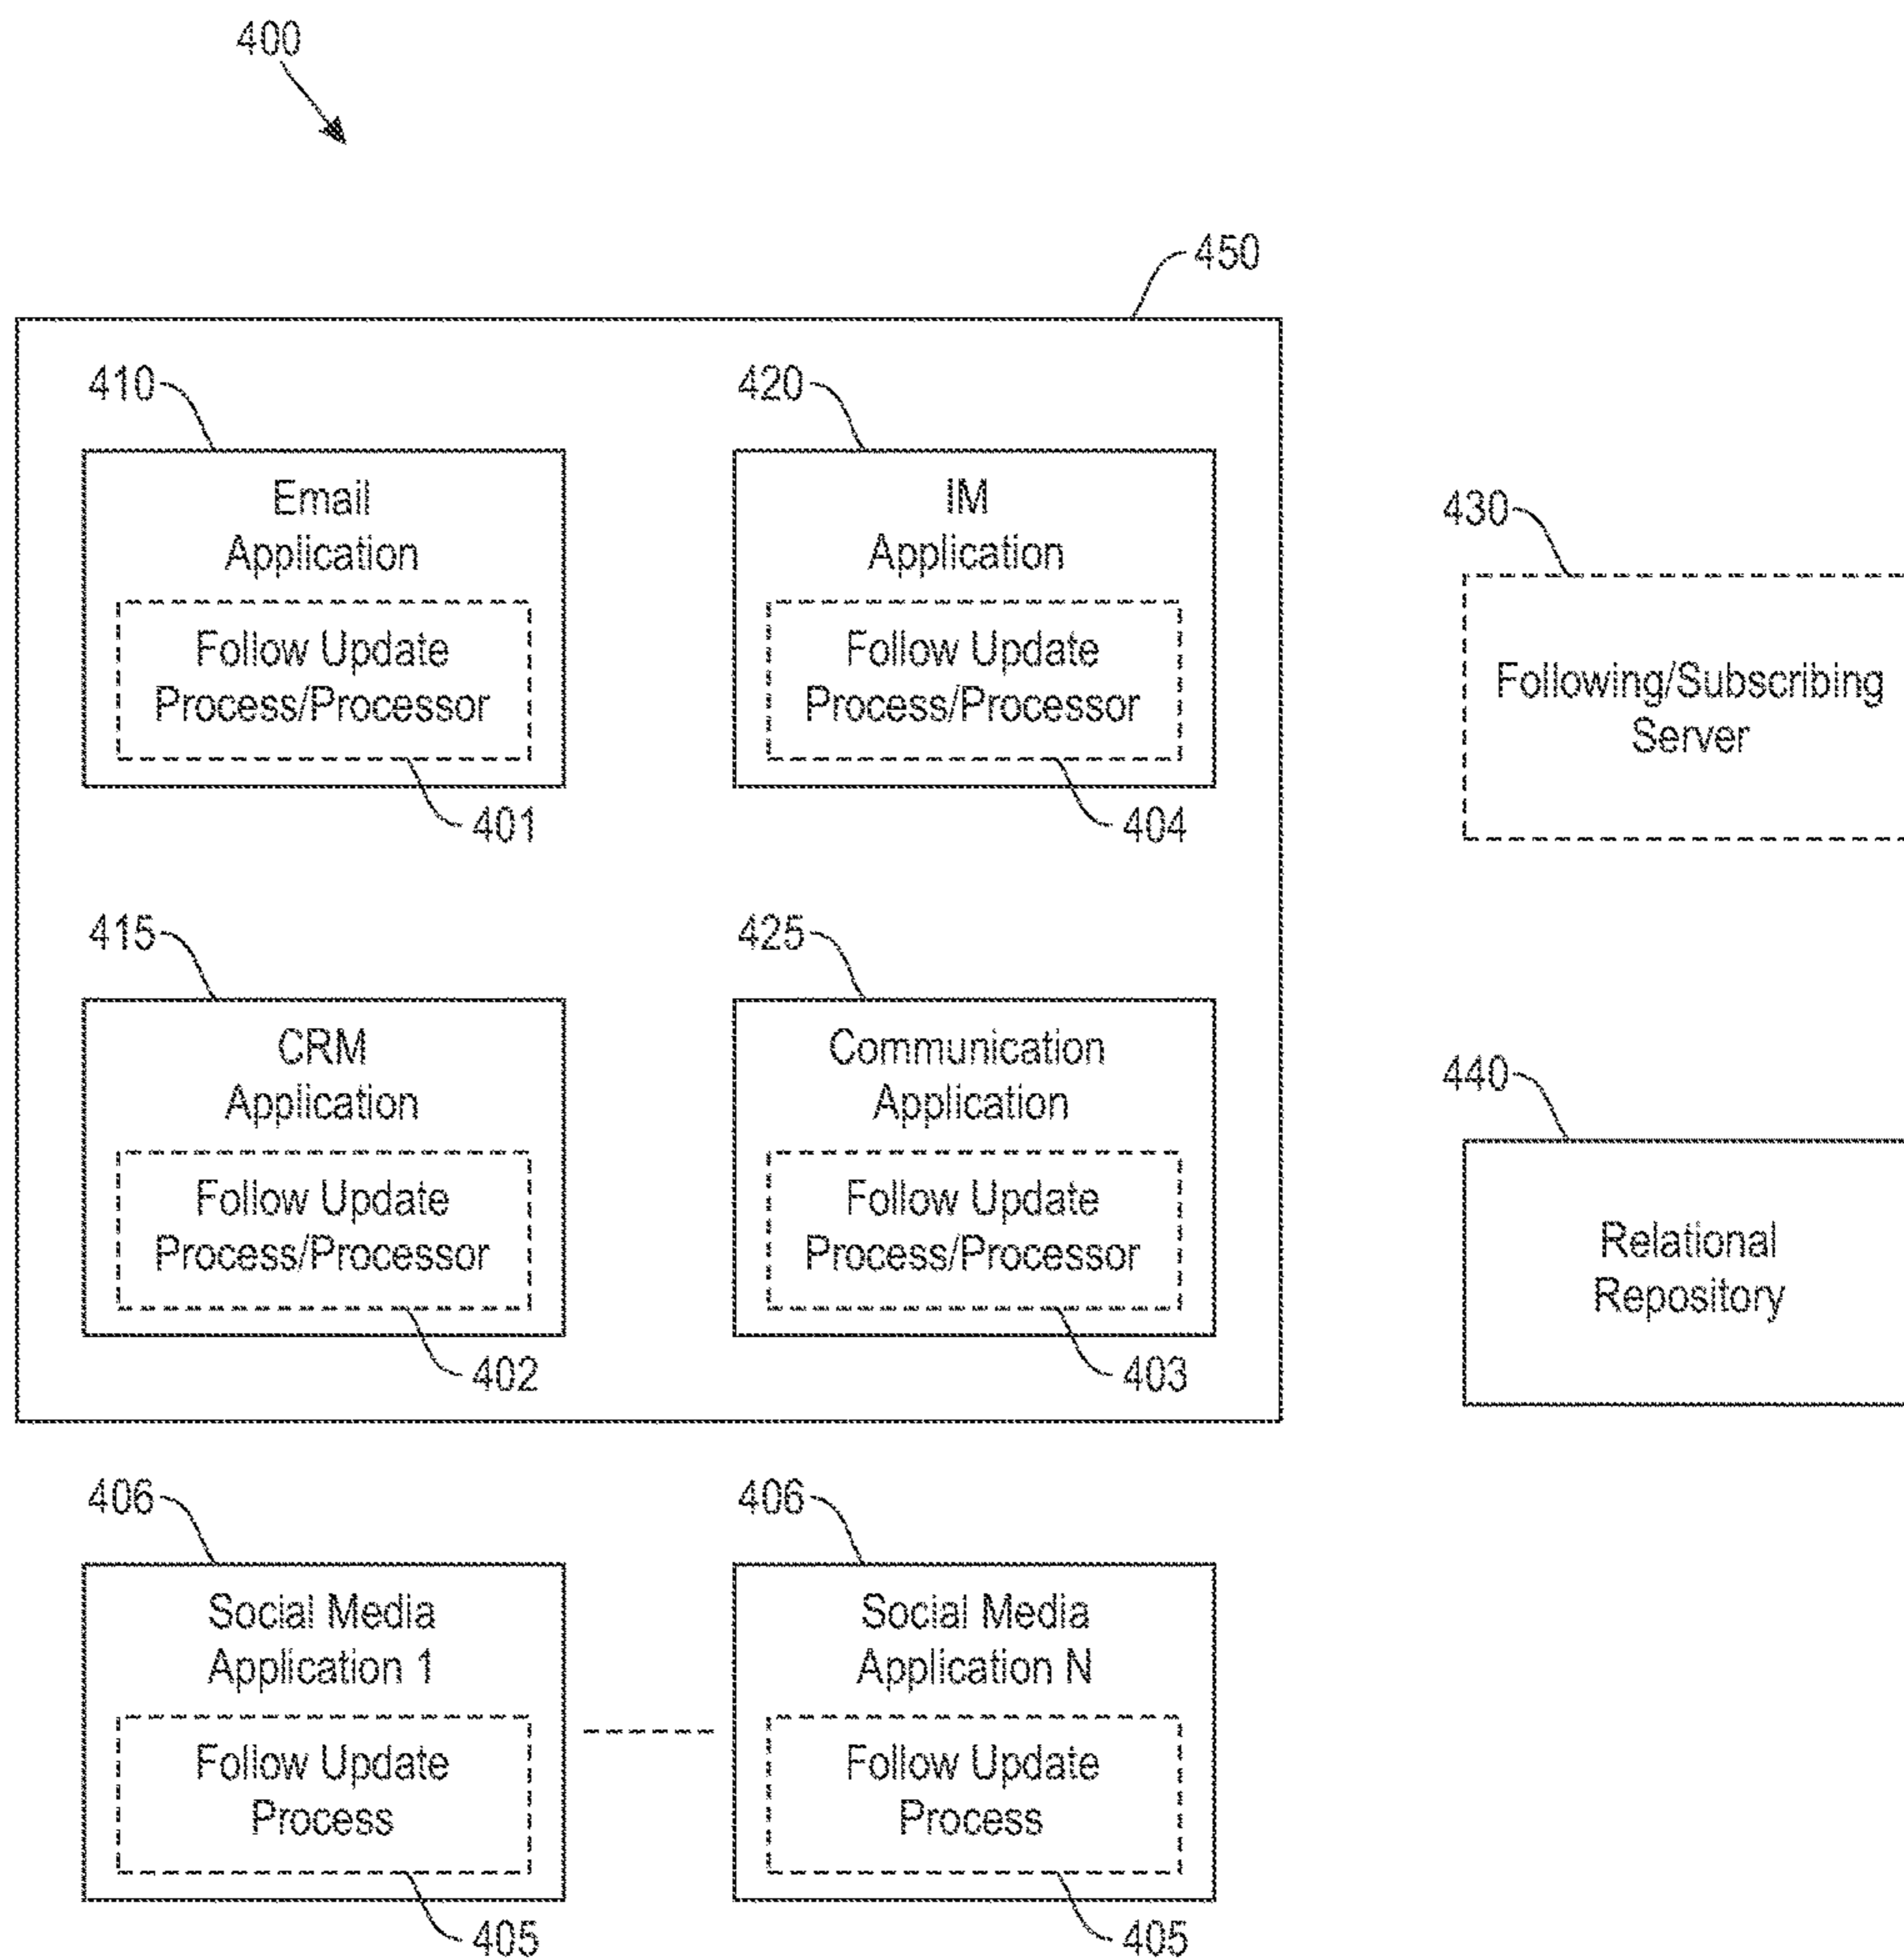 400
450
410
420
Email
Application
Follow Update
Process/Processor
401
IM
Application
Follow Update
Process/Processor
404
430
Following/Subscribing
Server
415
425
CRM
Application
Follow Update
Process/Processor
402
Communication
Application
Follow Update
Process/Processor
403
440
Relational
Repository
406
406
Social Media
Application 1
Follow Update
Process
405
Social Media
Application N
Follow Update
Process
405